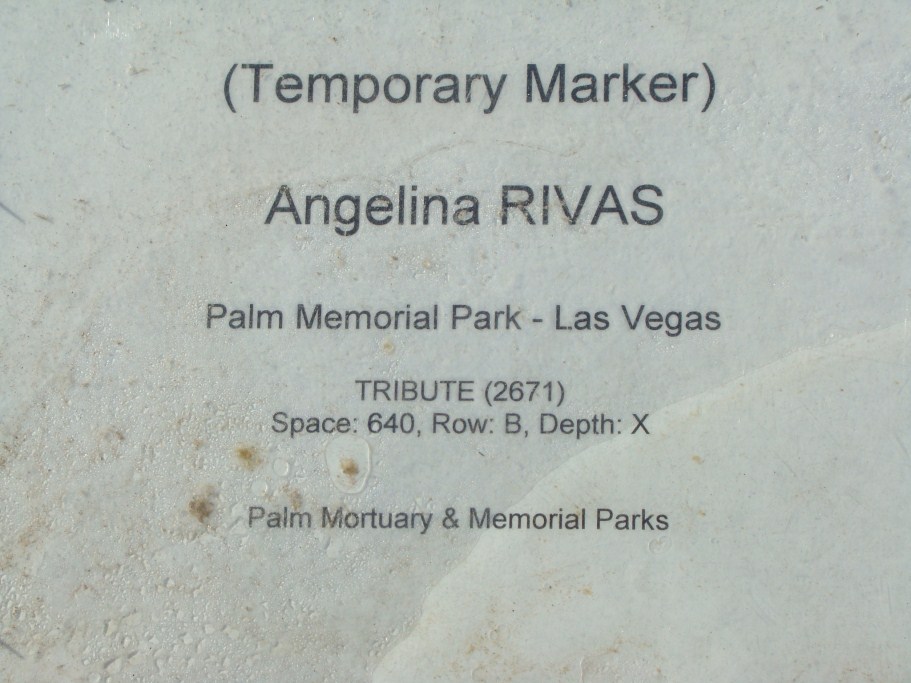 (Temporary Marker)
Angelina RIVAS
Palm Memorial Park - Las Vegas
TRIBUTE (2671)
Space: 640, Row: B, Depth: X
Palm Mortuary & Memorial Parks